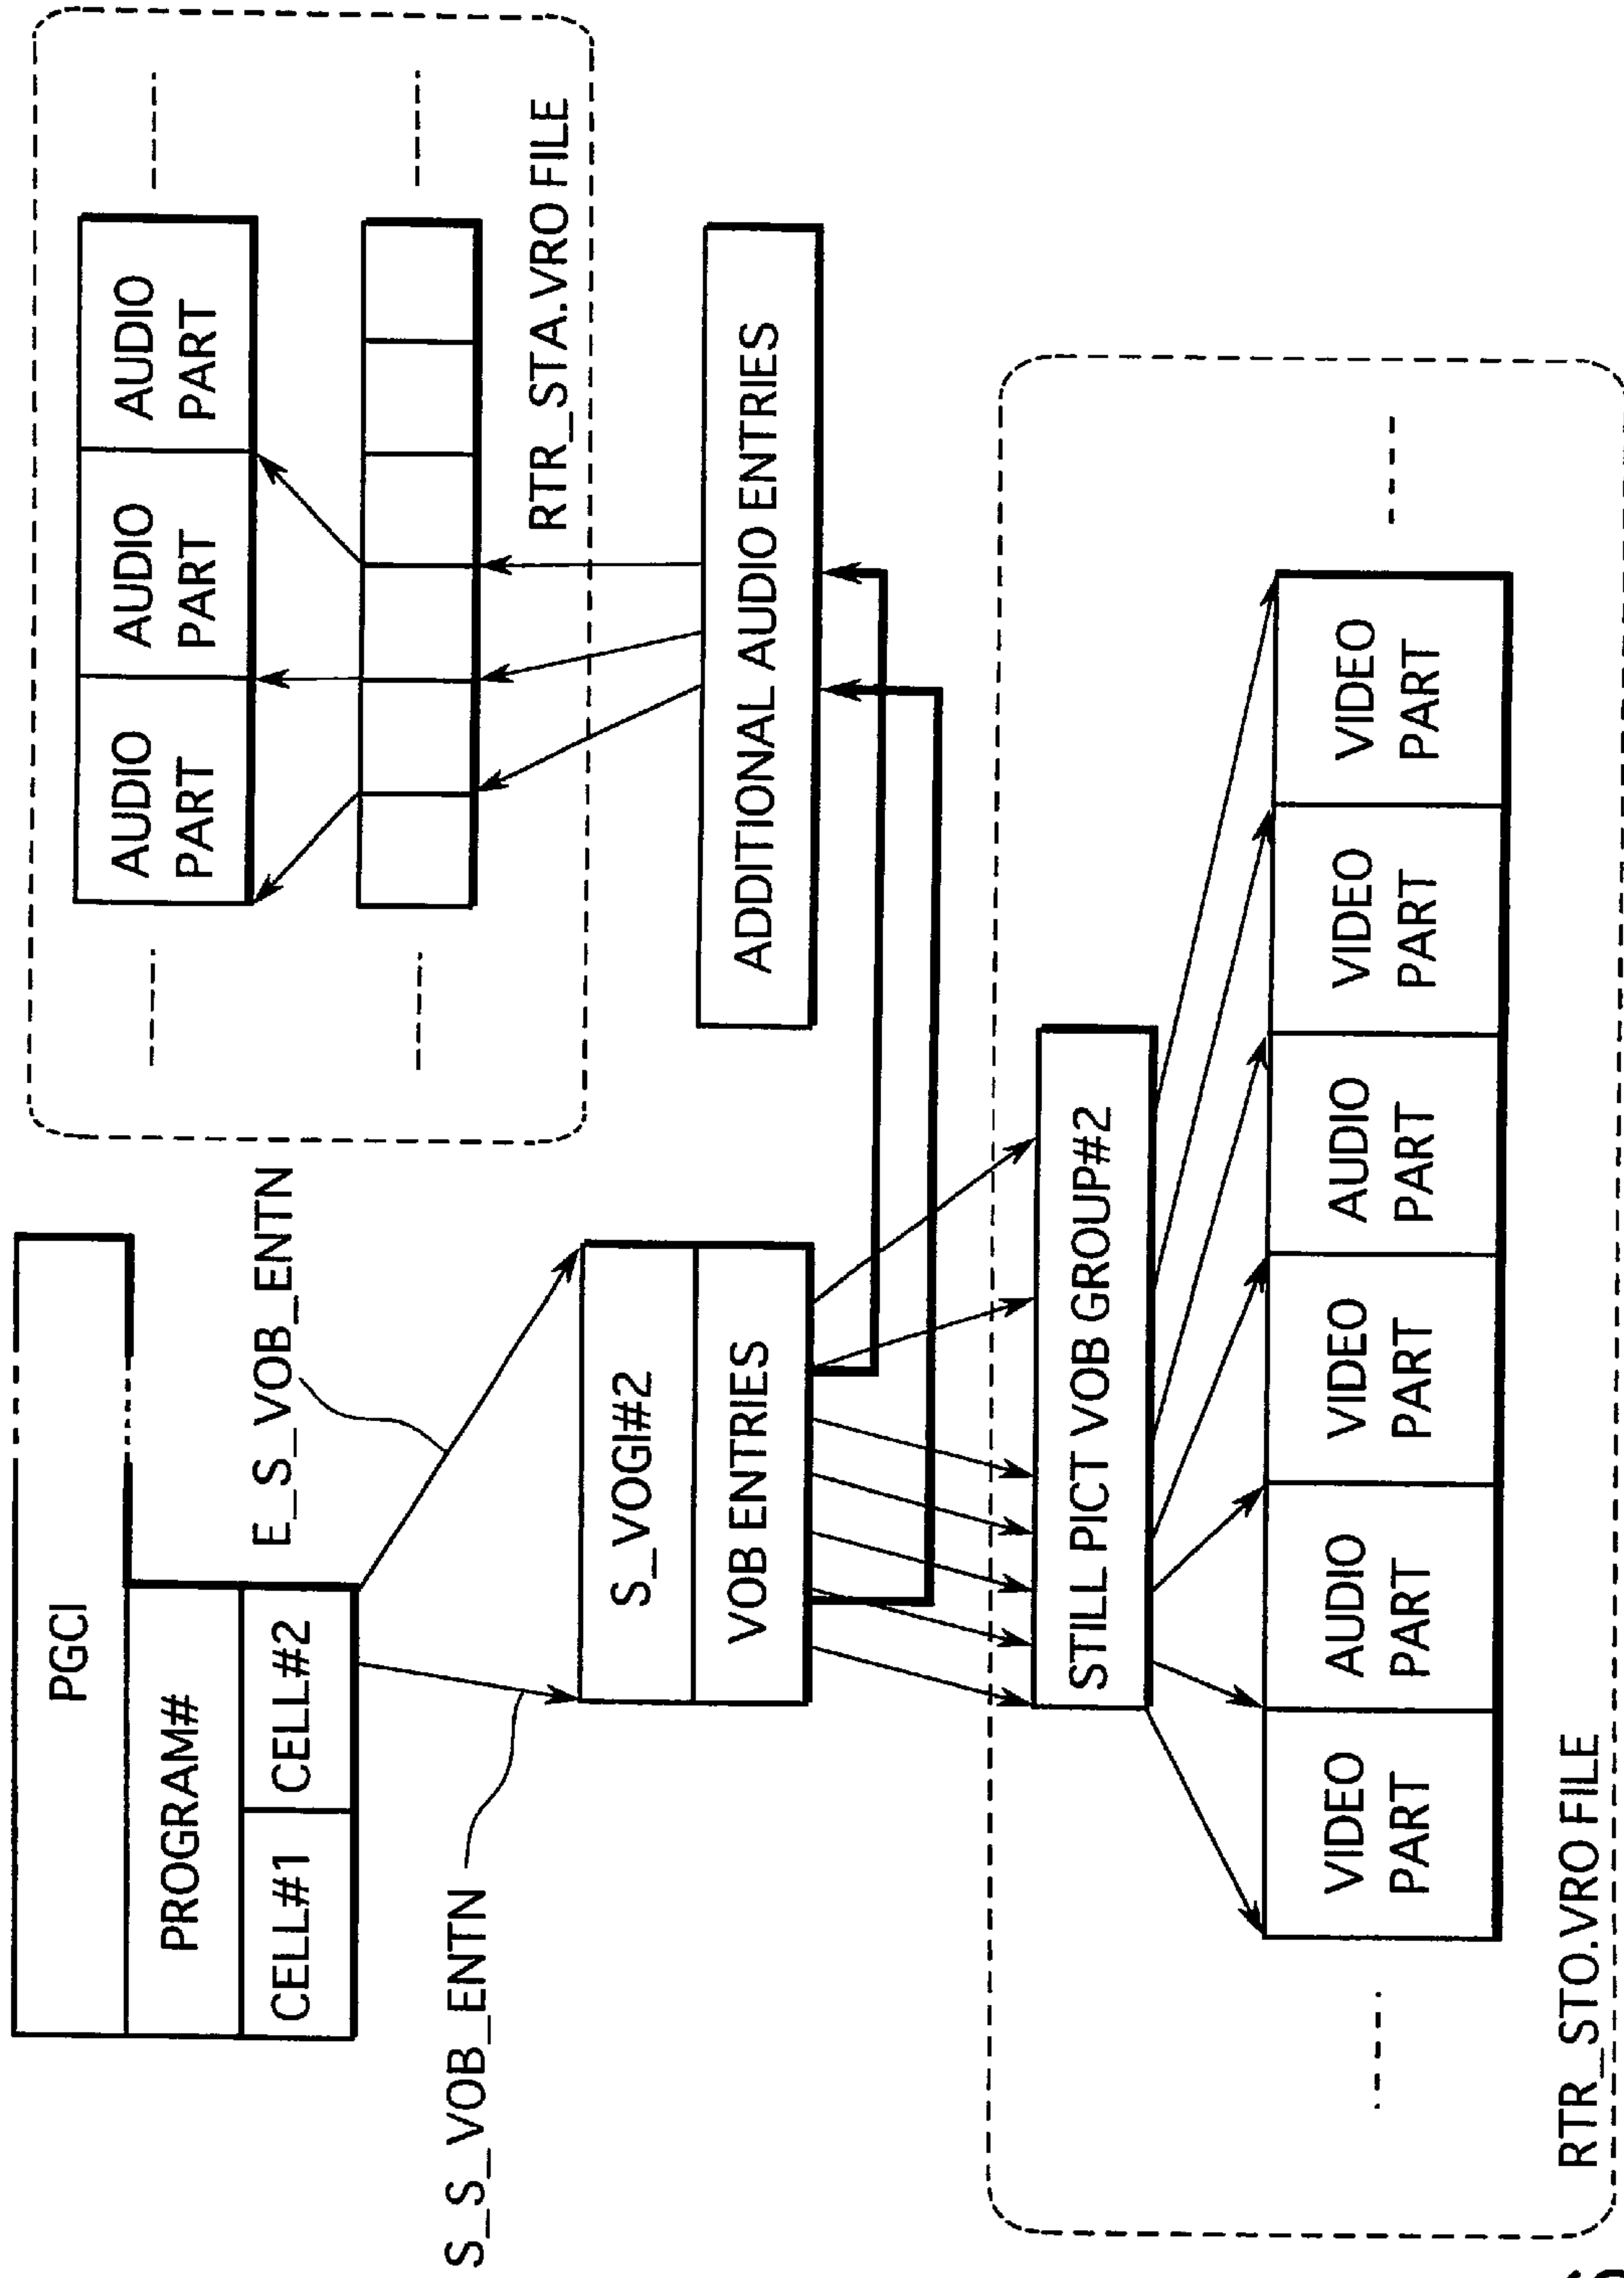 PGCI
PROGRAM#
CELL#1 CELL#2
E_S_VOB_ENTN
S_S_VOB_ENTN
S_VOGI#2
VOB ENTRIES
AUDIO PART
AUDIO PART
AUDIO PART
RTR_STA.VRO FILE
ADDITIONAL AUDIO ENTRIES
STILL PICT VOB GROUP#2
VIDEO PART
AUDIO PART
VIDEO PART
AUDIO PART
VIDEO PART
VIDEO PART
RTR_STO.VRO FILE